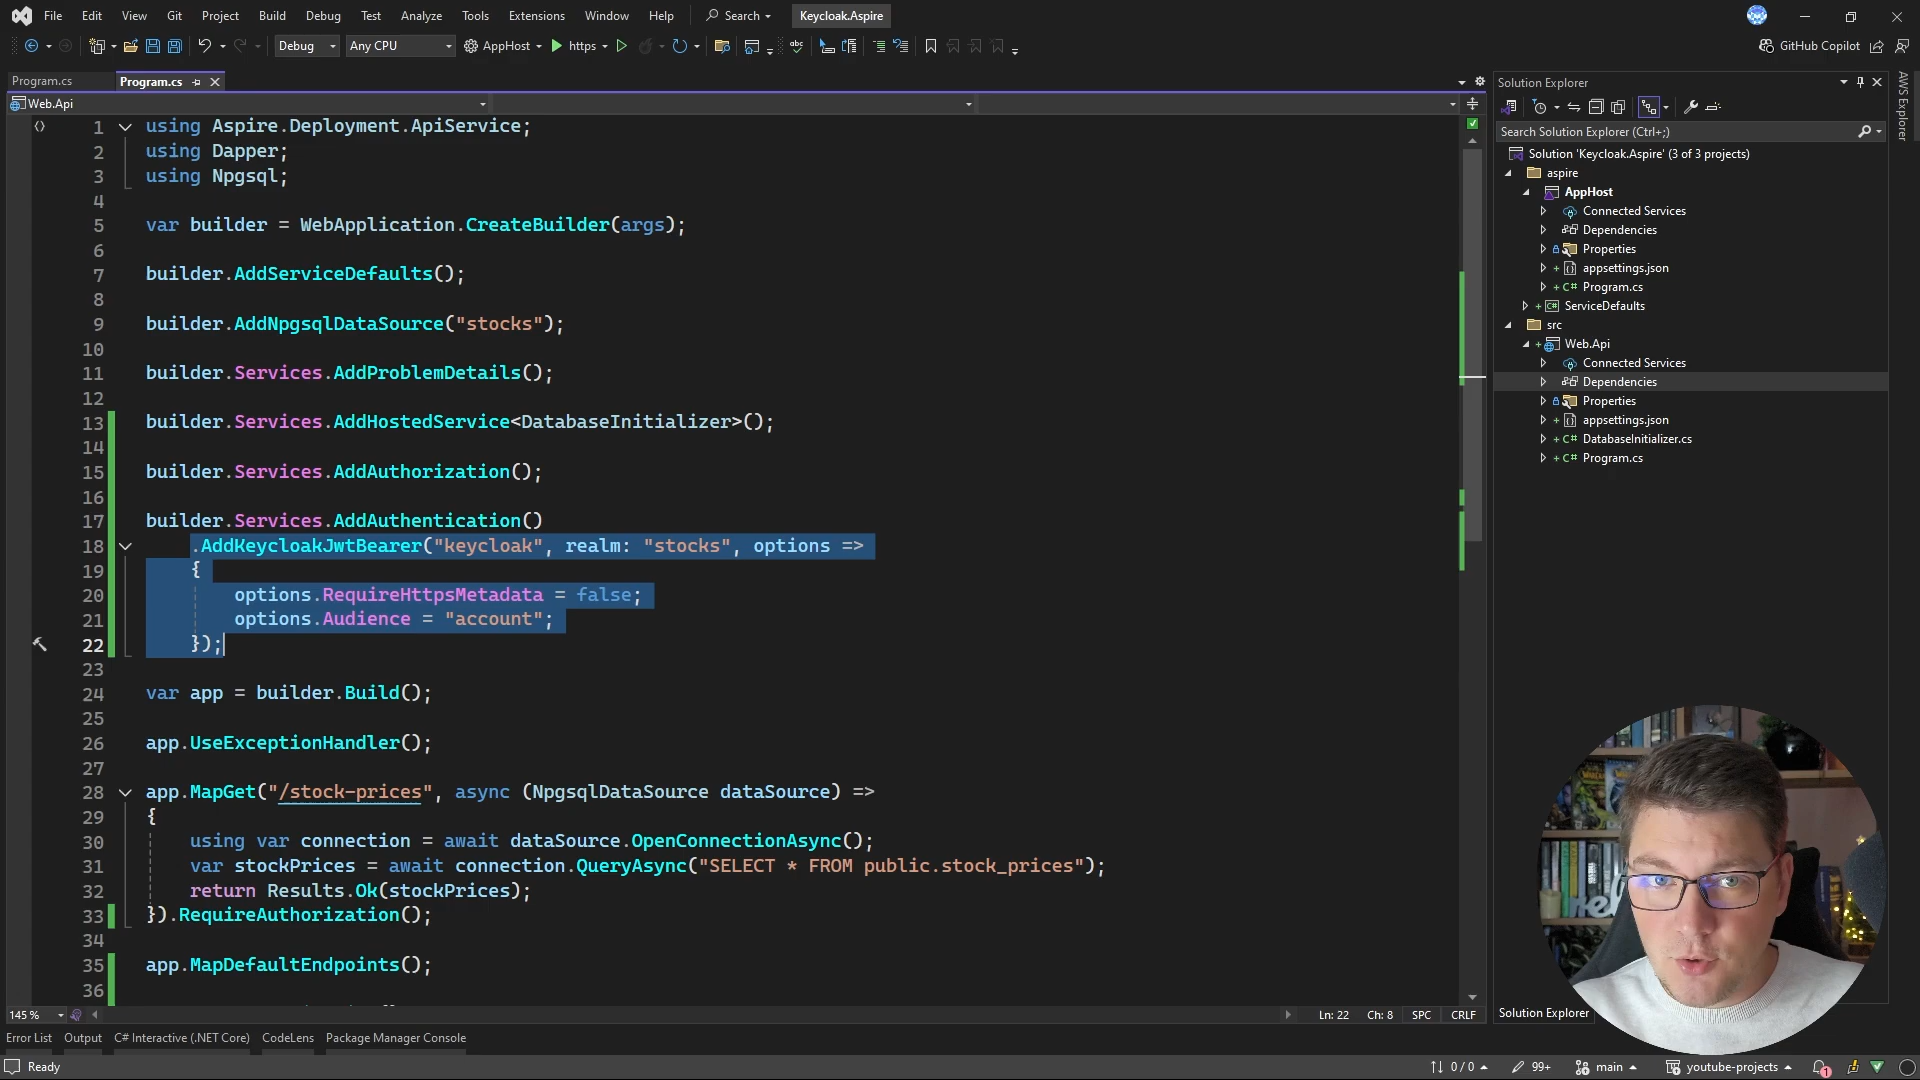 File Edit View Git Project Build Debug Test Analyze Tools Extensions Window Help Search Keycloak.Aspire
Debug Any CPU AppHost https GitHub Copilot
Program.cs Program.cs
Web.Api
1 using Aspire.Deployment.ApiService;
2 using Dapper;
3 using Npgsql;
4
5 var builder = WebApplication.CreateBuilder(args);
6
7 builder.AddServiceDefaults();
8
9 builder.AddNpgsqlDataSource("stocks");
10
11 builder.Services.AddProblemDetails();
12
13 builder.Services.AddHostedService<DatabaseInitializer>();
14
15 builder.Services.AddAuthorization();
16
17 builder.Services.AddAuthentication()
18 .AddKeycloakJwtBearer("keycloak", realm: "stocks", options =>
19 {
20 options.RequireHttpsMetadata = false;
21 options.Audience = "account";
22 });
23
24 var app = builder.Build();
25
26 app.UseExceptionHandler();
27
28 app.MapGet("/stock-prices", async (NpgsqlDataSource dataSource) =>
29 {
30 using var connection = await dataSource.OpenConnectionAsync();
31 var stockPrices = await connection.QueryAsync("SELECT * FROM public.stock_prices");
32 return Results.Ok(stockPrices);
33 }).RequireAuthorization();
34
35 app.MapDefaultEndpoints();
36
145 % Ln: 22 Ch: 8 SPC CRLF
Error List Output C# Interactive (.NET Core) CodeLens Package Manager Console
Ready 0 / 0 99+ main youtube-projects 1
Solution Explorer
Search Solution Explorer (Ctrl+;)
Solution 'Keycloak.Aspire' (3 of 3 projects)
aspire
AppHost
Connected Services
Dependencies
Properties
appsettings.json
C# Program.cs
ServiceDefaults
src
Web.Api
Connected Services
Dependencies
Properties
appsettings.json
C# DatabaseInitializer.cs
C# Program.cs
Solution Explorer
AWS Explorer